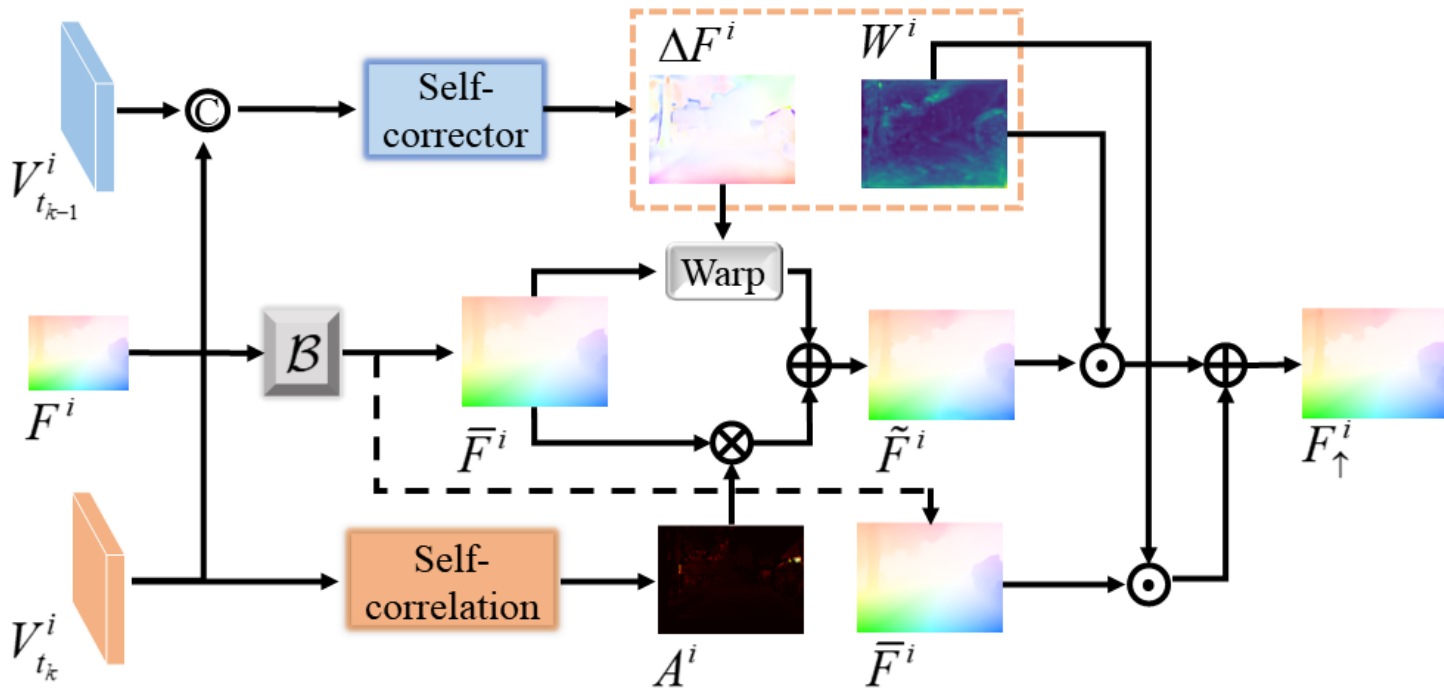 ΔF^i
W^i
C
Self-
corrector
V^i_{t_{k-1}}
Warp
B
F^i
F̅^i
F̃^i
F^i_↑
Self-
correlation
V^i_{t_k}
A^i
F̅^i